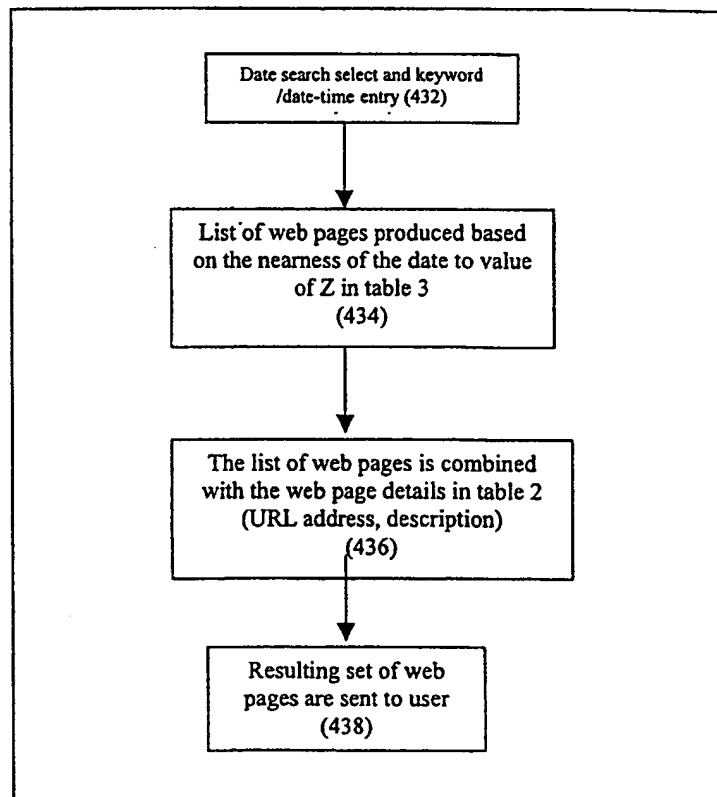 Date search select and keyword
/date-time entry (432)
List of web pages produced based
on the nearness of the date to value
of Z in table 3
(434)
The list of web pages is combined
with the web page details in table 2
(URL address, description)
(436)
Resulting set of web
pages are sent to user
(438)